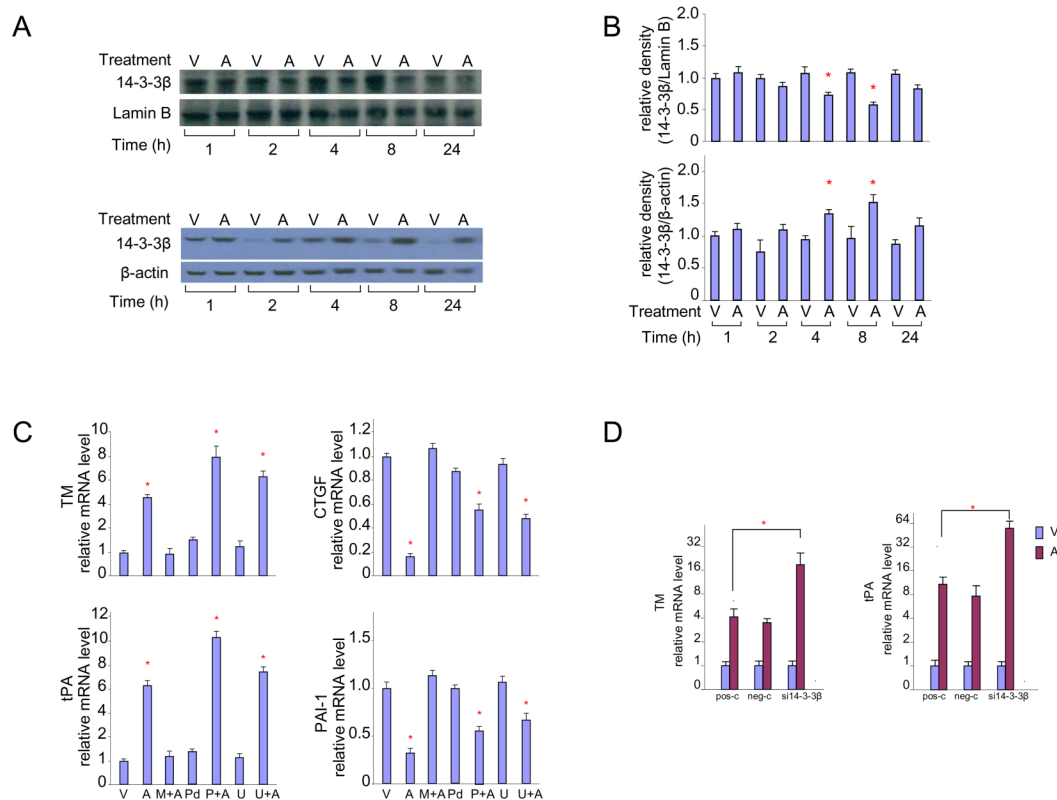 A
Treatment V A V A V A V A V A
14-3-3β
Lamin B
Time (h) 1 2 4 8 24
Treatment V A V A V A V A V A
14-3-3β
β-actin
Time (h) 1 2 4 8 24
B
relative density
(14-3-3β/Lamin B)
2.0
1.5
1.0
0.5
0
* *
relative density
(14-3-3β/β-actin)
2.0
1.5
1.0
0.5
0
* *
Treatment V A V A V A V A V A
Time (h) 1 2 4 8 24
C
TM
relative mRNA level
10
8
6
4
2
1
0
* * *
CTGF
relative mRNA level
1.2
1.0
0.8
0.6
0.4
0.2
0
* * *
tPA
relative mRNA level
12
10
8
6
4
2
1
0
* * *
V A M+A Pd P+A U U+A
PAI-1
relative mRNA level
1.5
1.0
0.5
0
* * *
V A M+A Pd P+A U U+A
D
TM
relative mRNA level
32
16
8
4
2
1
0
*
pos-c neg-c si14-3-3β
tPA
relative mRNA level
64
32
16
8
4
2
1
0
*
pos-c neg-c si14-3-3β
V
A